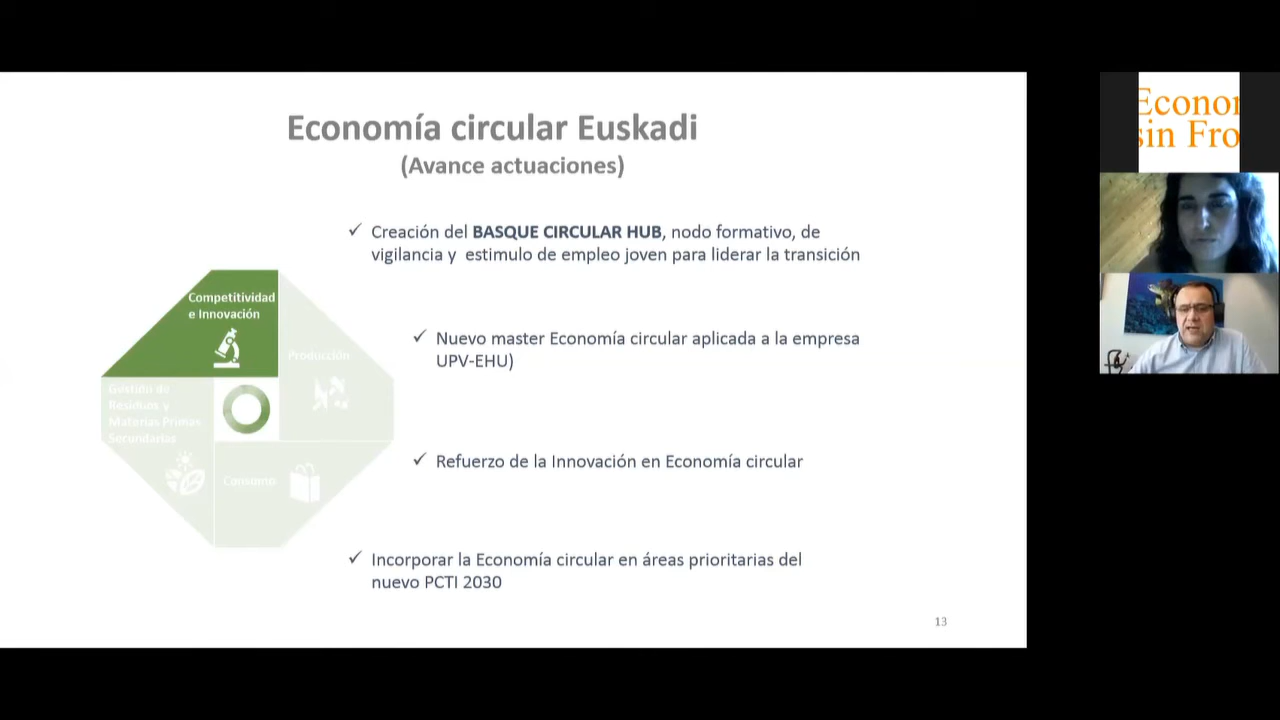 Economía circular Euskadi
(Avance actuaciones)
✓ Creación del BASQUE CIRCULAR HUB, nodo formativo, de
vigilancia y estimulo de empleo joven para liderar la transición
Competitividad
e Innovación
✓ Nuevo master Economía circular aplicada a la empresa
UPV-EHU)
Producción
Gestión de
Residuos y
Materias Primas
Secundarias
Consumo
✓ Refuerzo de la Innovación en Economía circular
✓ Incorporar la Economía circular en áreas prioritarias del
nuevo PCTI 2030
13
Econor
sin Fro